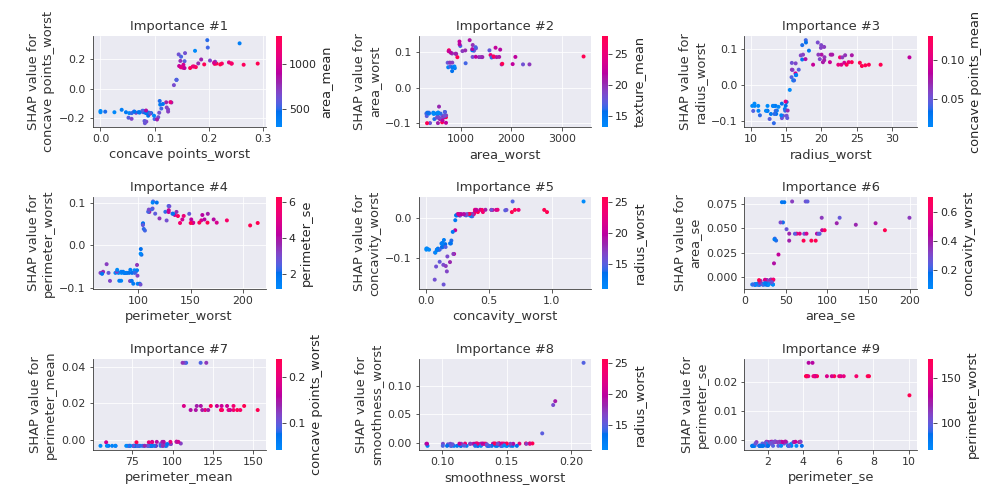 Importance #1
SHAP value for
concave points_worst
0.2
0.0
−0.2
0.0
0.1
0.2
0.3
concave points_worst
1000
500
area_mean
Importance #2
SHAP value for
area_worst
0.1
0.0
−0.1
1000
2000
3000
area_worst
25
20
15
texture_mean
Importance #3
SHAP value for
radius_worst
0.1
0.0
−0.1
10
15
20
25
30
radius_worst
0.10
0.05
concave points_mean
Importance #4
SHAP value for
perimeter_worst
0.1
0.0
−0.1
100
150
200
perimeter_worst
6
4
2
perimeter_se
Importance #5
SHAP value for
concavity_worst
0.0
−0.1
0.0
0.5
1.0
concavity_worst
25
20
15
radius_worst
Importance #6
SHAP value for
area_se
0.075
0.050
0.025
0.000
0
50
100
150
200
area_se
0.6
0.4
0.2
concavity_worst
Importance #7
SHAP value for
perimeter_mean
0.04
0.02
0.00
75
100
125
150
perimeter_mean
0.2
0.1
concave points_worst
Importance #8
SHAP value for
smoothness_worst
0.10
0.05
0.00
0.10
0.15
0.20
smoothness_worst
25
20
15
radius_worst
Importance #9
SHAP value for
perimeter_se
0.02
0.01
0.00
2
4
6
8
10
perimeter_se
150
100
perimeter_worst